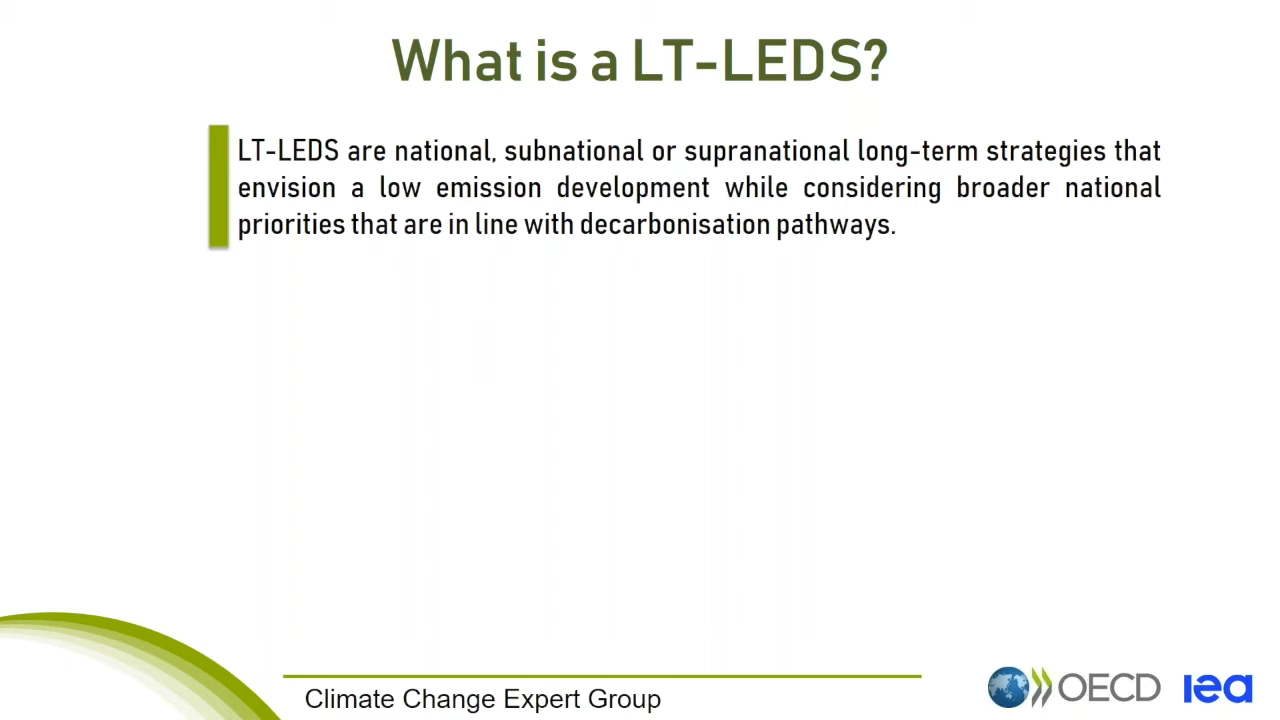 What is a LT-LEDS?
LT-LEDS are national, subnational or supranational long-term strategies that
envision a low emission development while considering broader national
priorities that are in line with decarbonisation pathways.
Climate Change Expert Group
OECD
iea